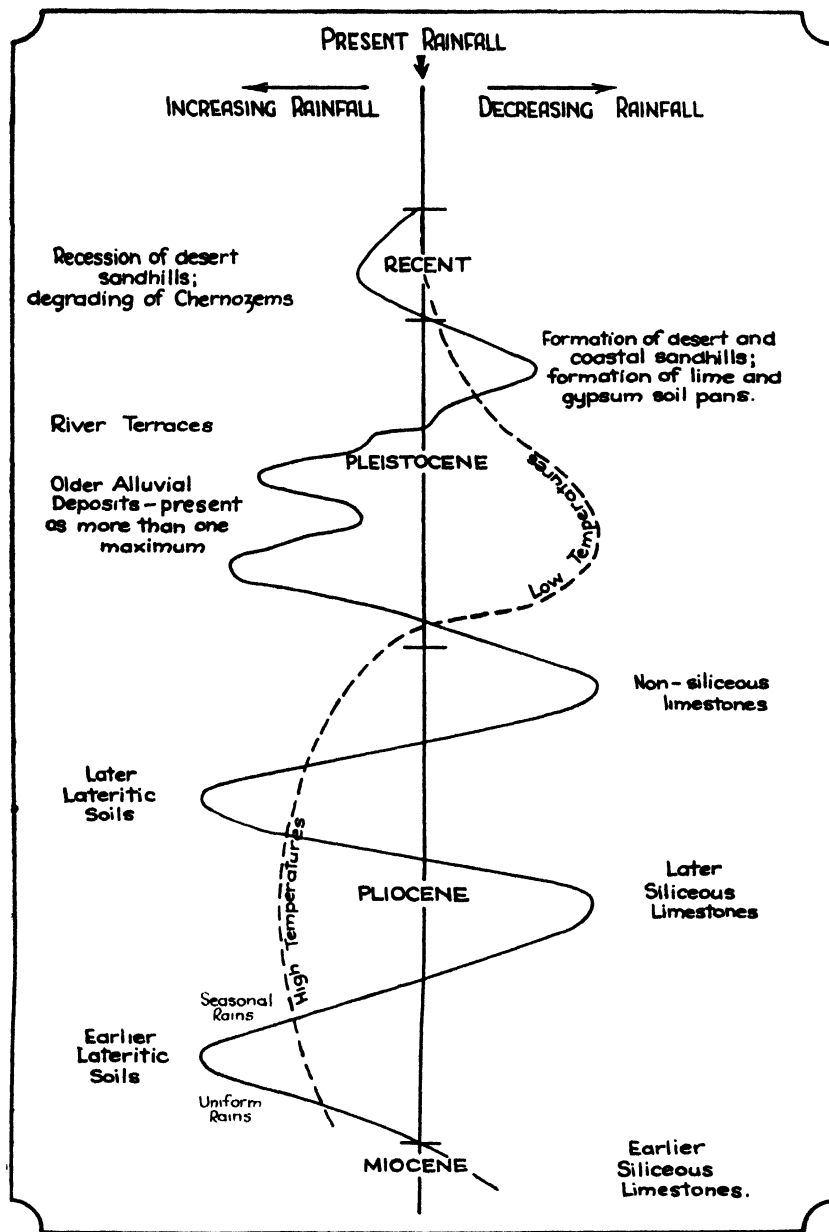 PRESENT RAINFALL
INCREASING RAINFALL
DECREASING RAINFALL
Recession of desert
sandhills;
degrading of Chernozems
RECENT
Formation of desert and
coastal sandhills;
formation of lime and
gypsum soil pans.
River Terraces
PLEISTOCENE
Older Alluvial
Deposits - present
as more than one
maximum
Low Temperatures
Non-siliceous
limestones
Later
Lateritic
Soils
High Temperatures
PLIOCENE
Later
Siliceous
Limestones
Seasonal
Rains
Earlier
Lateritic
Soils
Uniform
Rains
MIOCENE
Earlier
Siliceous
Limestones.